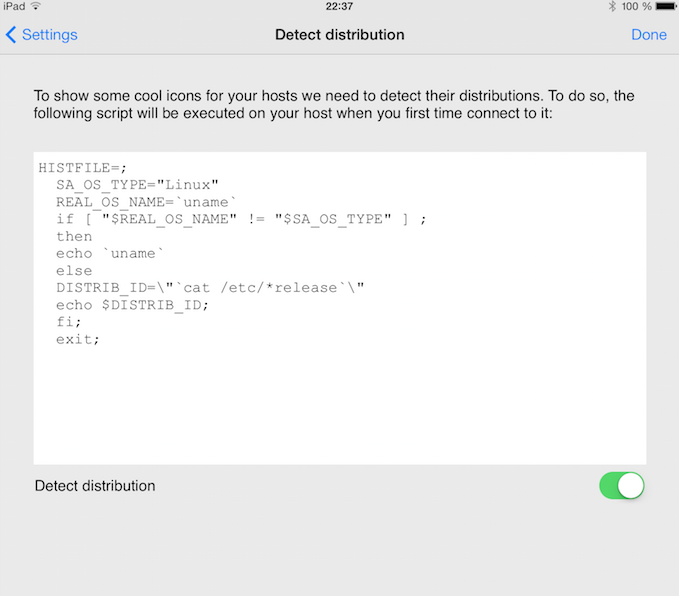 iPad 22:37 100 %
Settings Detect distribution Done
To show some cool icons for your hosts we need to detect their distributions. To do so, the
following script will be executed on your host when you first time connect to it:
HISTFILE=;
SA_OS_TYPE="Linux"
REAL_OS_NAME=`uname`
if [ "$REAL_OS_NAME" != "$SA_OS_TYPE" ] ;
then
echo `uname`
else
DISTRIB_ID=\"`cat /etc/*release`\"
echo $DISTRIB_ID;
fi;
exit;
Detect distribution